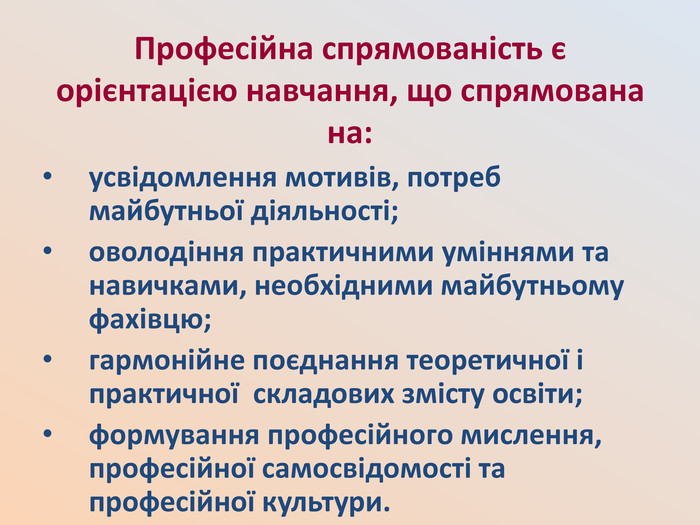 Професійна спрямованість є
орієнтацією навчання, що спрямована
на:
• усвідомлення мотивів, потреб
майбутньої діяльності;
• оволодіння практичними уміннями та
навичками, необхідними майбутньому
фахівцю;
• гармонійне поєднання теоретичної і
практичної  складових змісту освіти;
• формування професійного мислення,
професійної самосвідомості та
професійної культури.